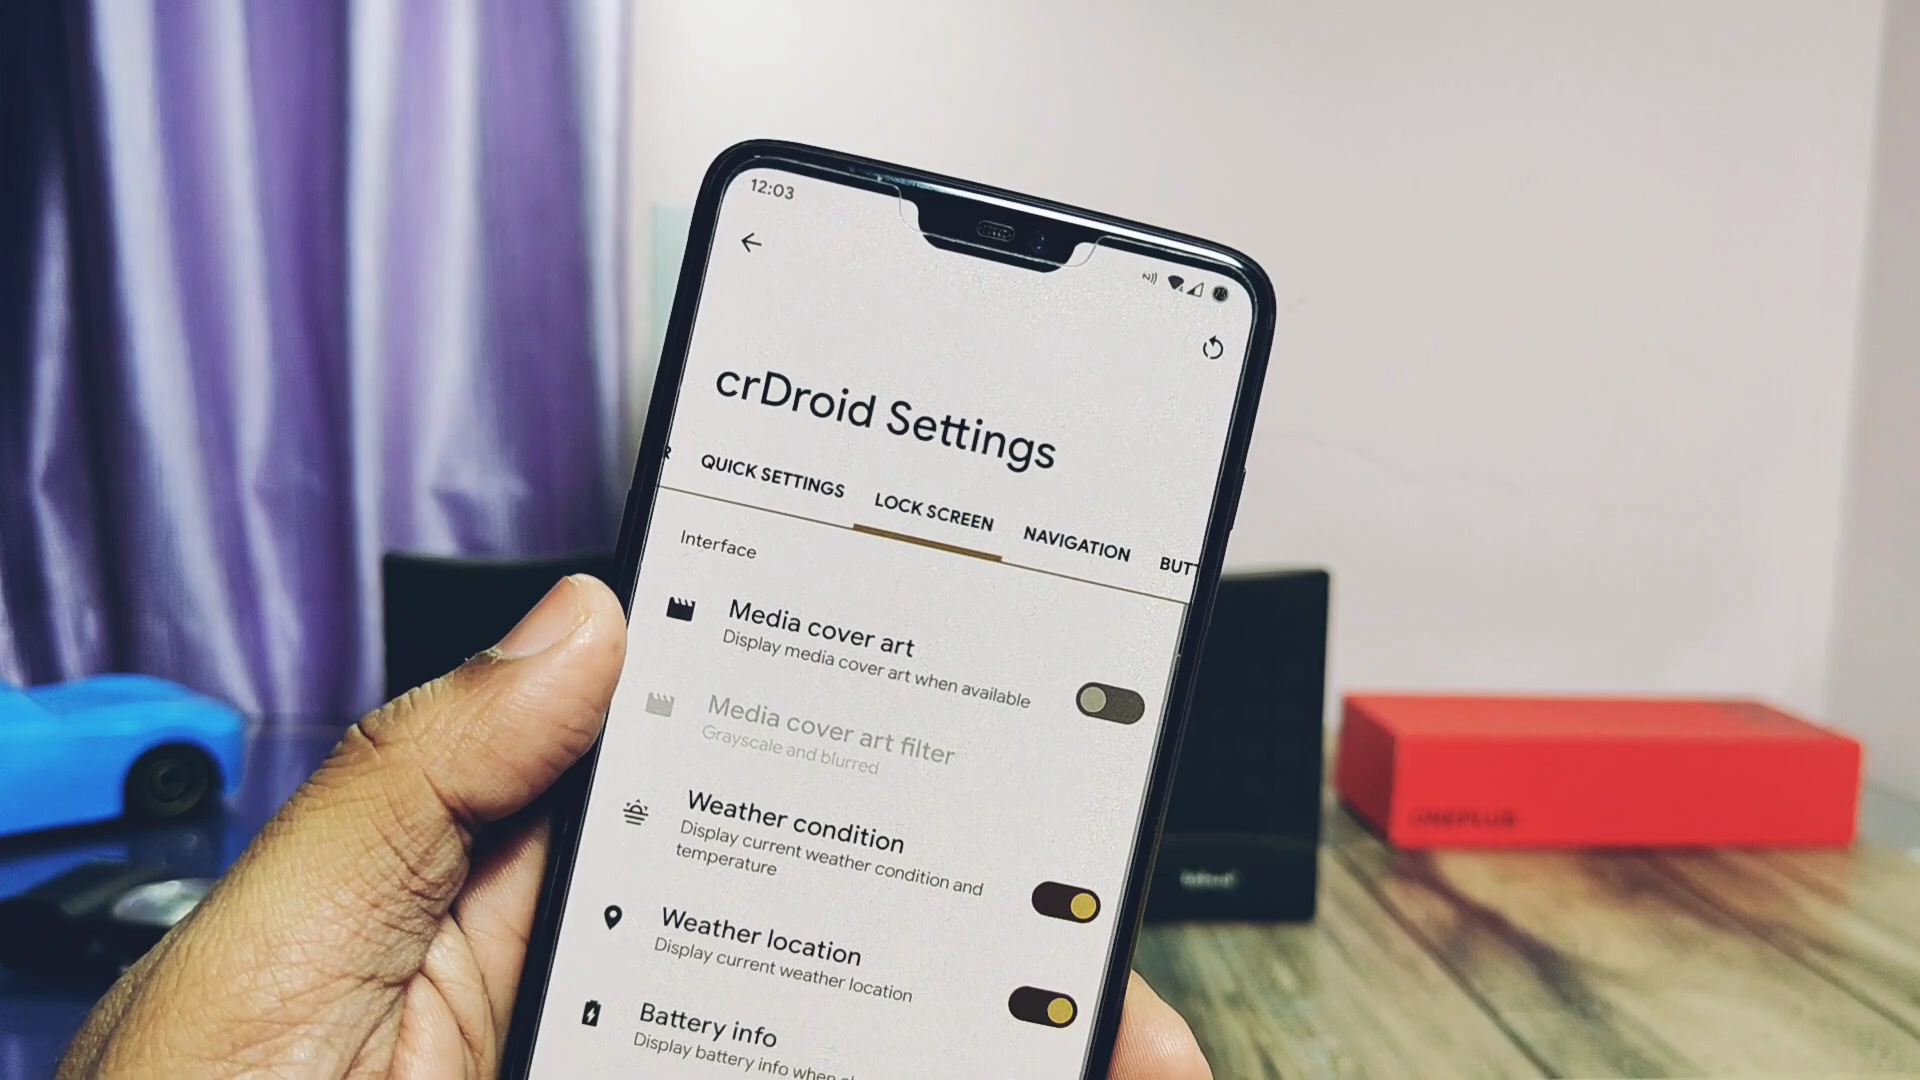 12:03
crDroid Settings
R QUICK SETTINGS LOCK SCREEN NAVIGATION BUTT
Interface
Media cover art
Display media cover art when available
Media cover art filter
Grayscale and blurred
Weather condition
Display current weather condition and
temperature
Weather location
Display current weather location
Battery info
Display battery info when
ONEPLUS